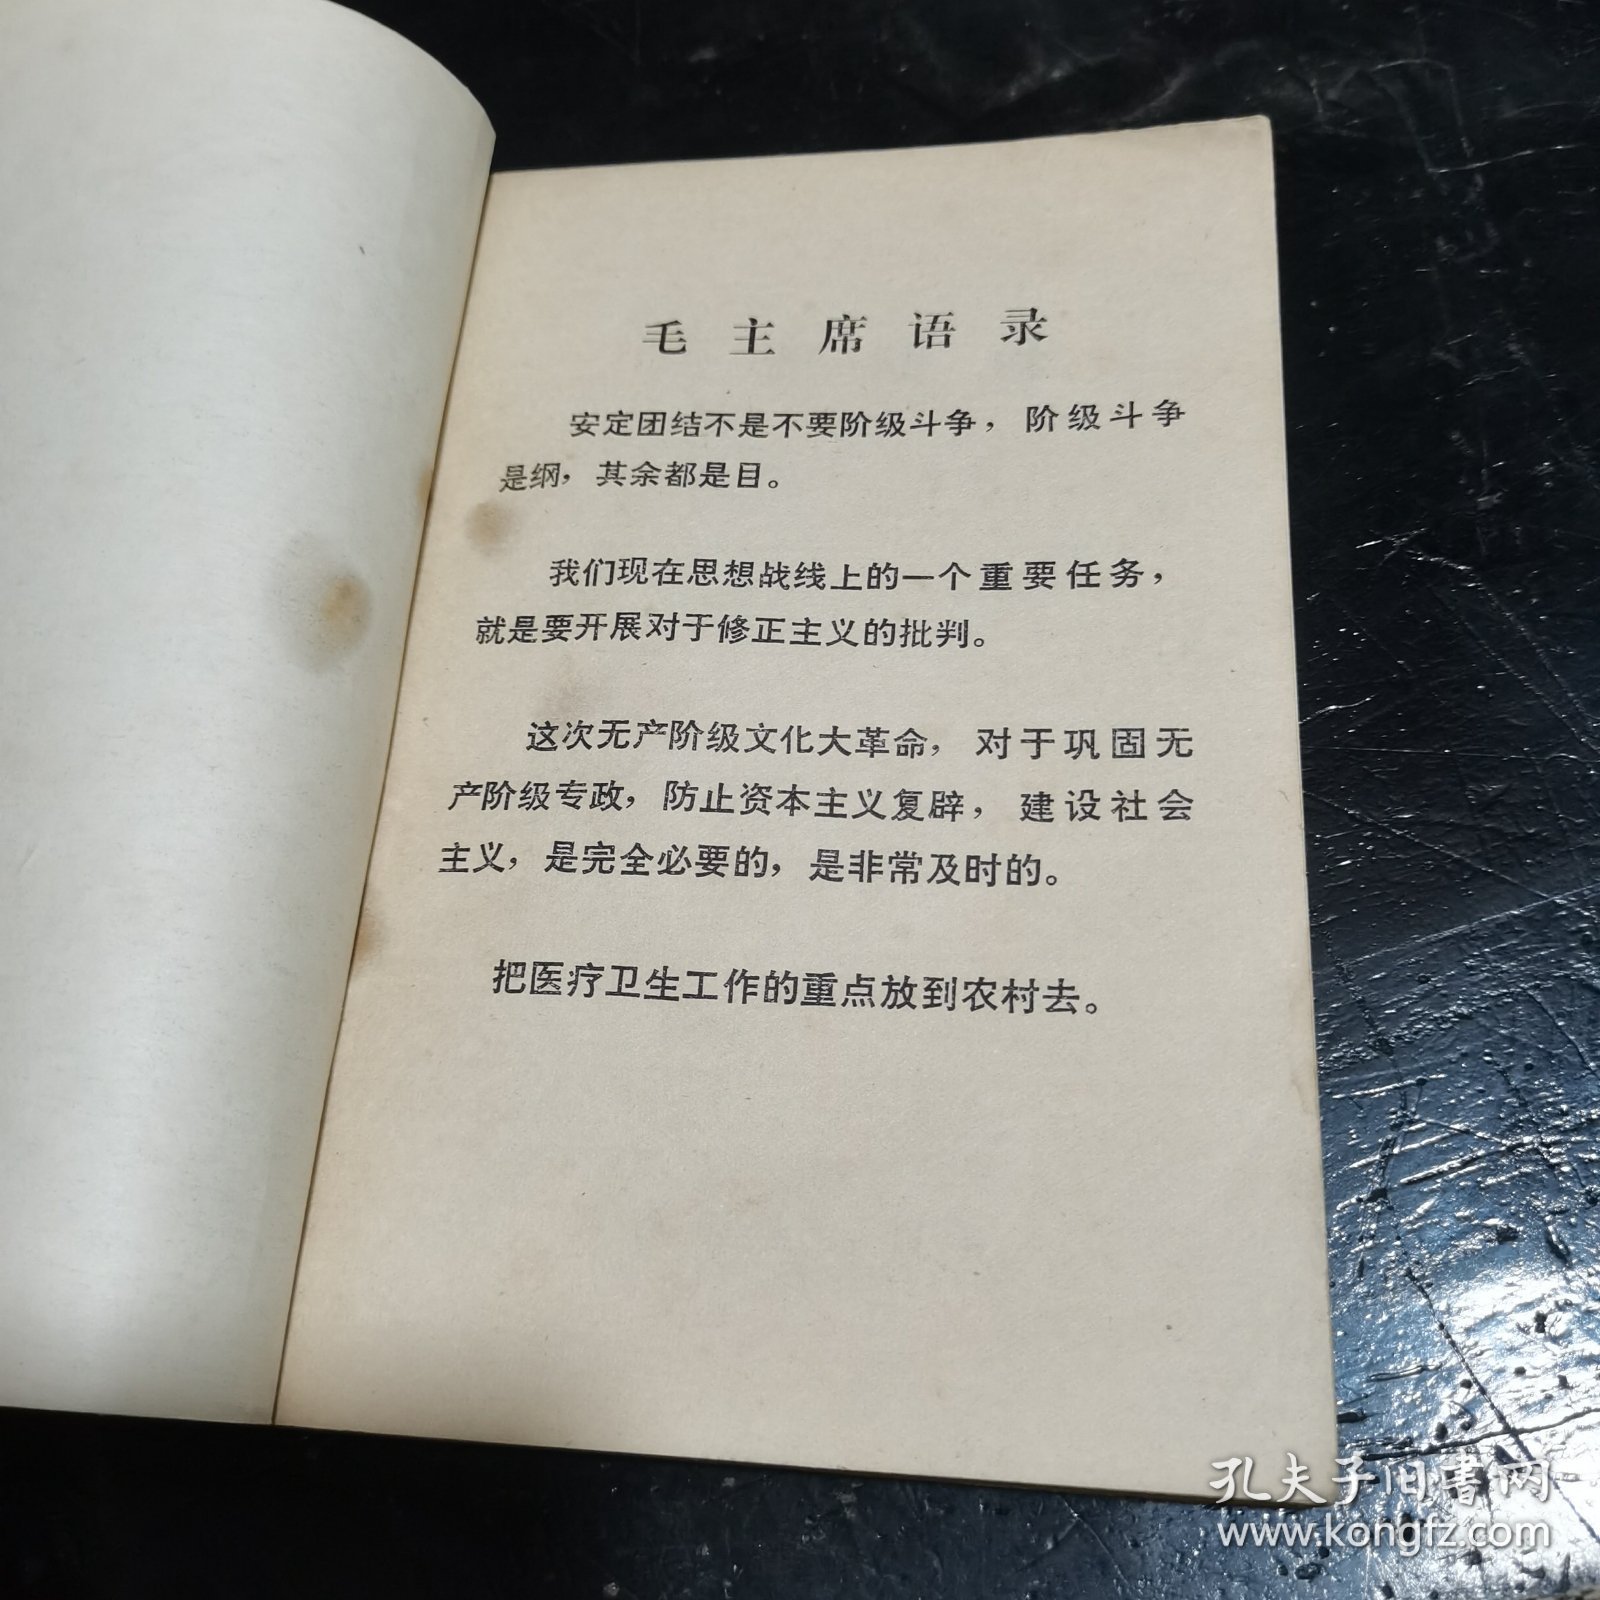 毛主席语录
安定团结不是不要阶级斗争，阶级斗争
是纲，其余都是目。
我们现在思想战线上的一个重要任务，
就是要开展对于修正主义的批判。
这次无产阶级文化大革命，对于巩固无
产阶级专政，防止资本主义复辟，建设社会
主义，是完全必要的，是非常及时的。
把医疗卫生工作的重点放到农村去。
孔夫子旧书网
www.kongfz.com